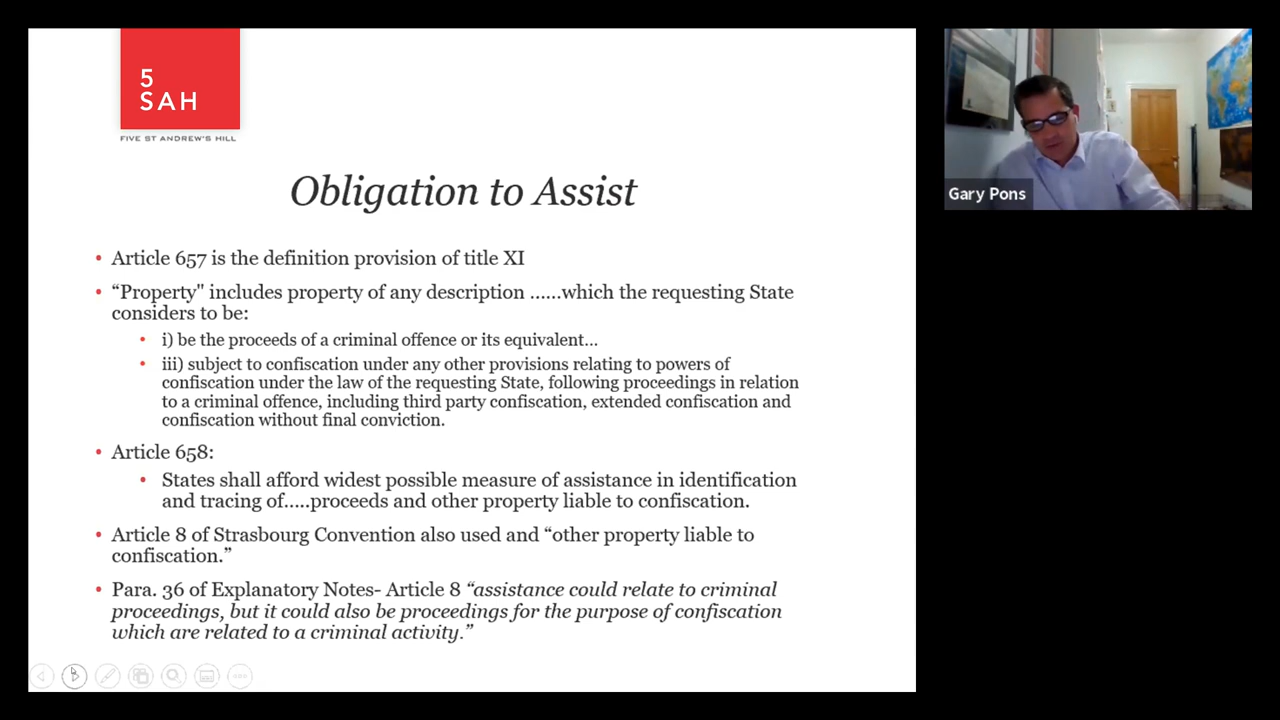 5
SAH
FIVE ST ANDREW'S HILL
Obligation to Assist
• Article 657 is the definition provision of title XI
• “Property" includes property of any description ……which the requesting State
considers to be:
• i) be the proceeds of a criminal offence or its equivalent…
• iii) subject to confiscation under any other provisions relating to powers of
confiscation under the law of the requesting State, following proceedings in relation
to a criminal offence, including third party confiscation, extended confiscation and
confiscation without final conviction.
• Article 658:
• States shall afford widest possible measure of assistance in identification
and tracing of…..proceeds and other property liable to confiscation.
• Article 8 of Strasbourg Convention also used and “other property liable to
confiscation.”
• Para. 36 of Explanatory Notes- Article 8 “assistance could relate to criminal
proceedings, but it could also be proceedings for the purpose of confiscation
which are related to a criminal activity.”
Gary Pons